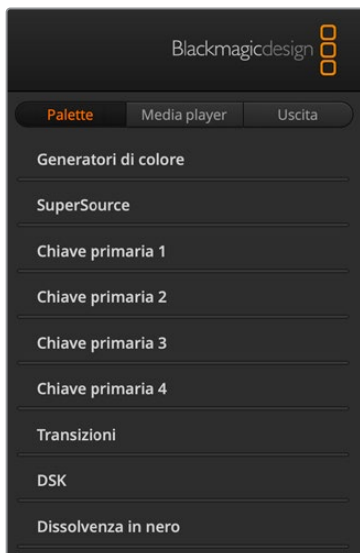 Blackmagicdesign
Palette Media player Uscita
Generatori di colore
SuperSource
Chiave primaria 1
Chiave primaria 2
Chiave primaria 3
Chiave primaria 4
Transizioni
DSK
Dissolvenza in nero